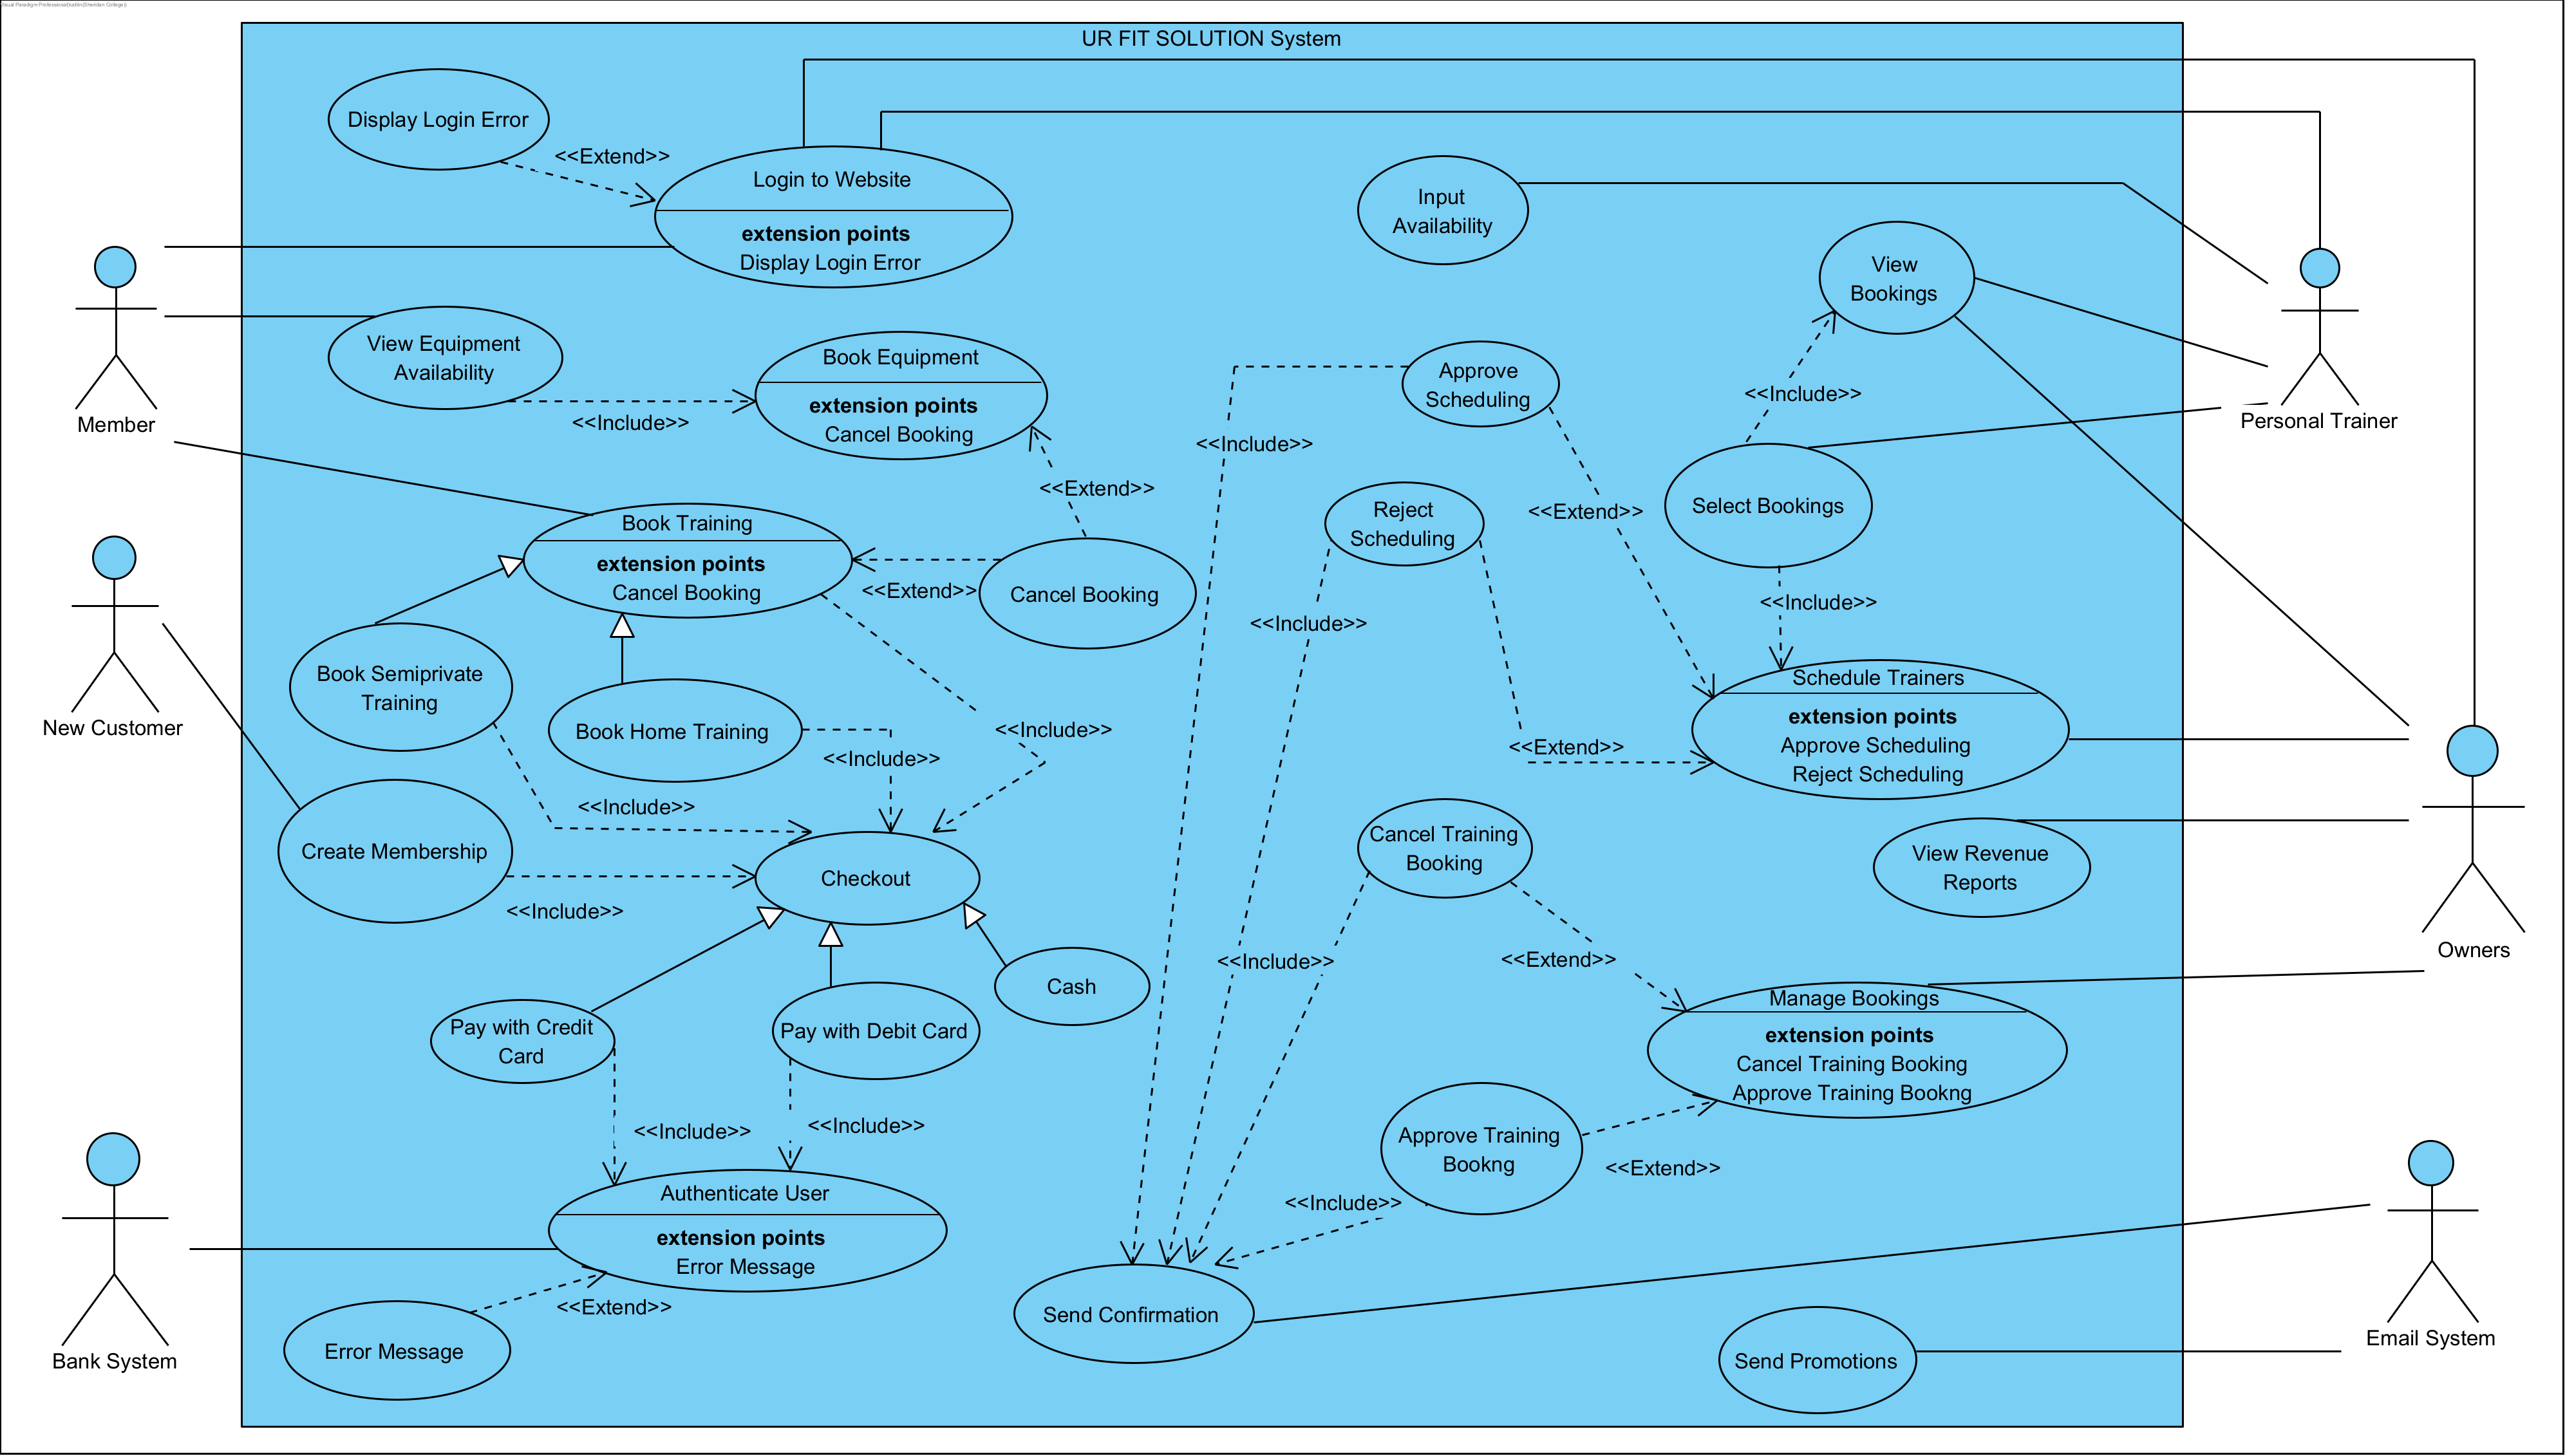 Visual Paradigm Professional(Sheridan College)
UR FIT SOLUTION System
Display Login Error
<<Extend>>
Login to Website
extension points
Display Login Error
Input
Availability
View
Bookings
Member
View Equipment
Availability
<<Include>>
Book Equipment
extension points
Cancel Booking
<<Extend>>
Approve
Scheduling
<<Include>>
<<Include>>
Personal Trainer
Select Bookings
Reject
Scheduling
<<Extend>>
Book Training
extension points
Cancel Booking
<<Extend>>
Cancel Booking
<<Include>>
<<Include>>
New Customer
Book Semiprivate
Training
Book Home Training
<<Include>>
<<Include>>
<<Include>>
<<Extend>>
Schedule Trainers
extension points
Approve Scheduling
Reject Scheduling
Create Membership
<<Include>>
Checkout
Cancel Training
Booking
View Revenue
Reports
Owners
<<Include>>
<<Extend>>
Cash
Pay with Credit
Card
Pay with Debit Card
Manage Bookings
extension points
Cancel Training Booking
Approve Training Bookng
<<Include>>
<<Include>>
Approve Training
Bookng
<<Extend>>
<<Include>>
Authenticate User
extension points
Error Message
<<Extend>>
Error Message
Bank System
Send Confirmation
Send Promotions
Email System